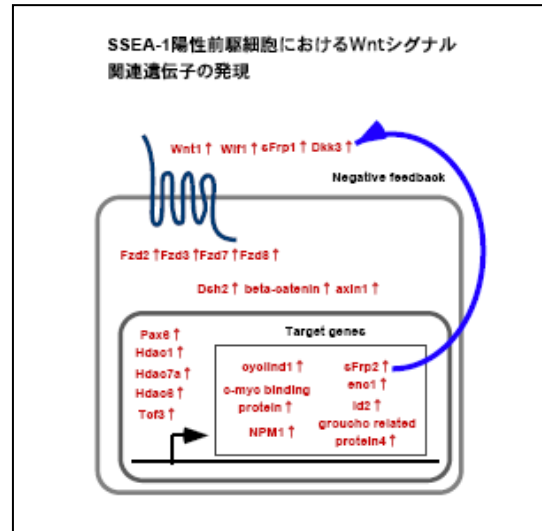 SSEA-1陽性前駆細胞におけるWntシグナル
関連遺伝子の発現
Wnt1↑ Wif1↑ sFrp1↑ Dkk3↑
Negative feedback
Fzd2↑Fzd3↑Fzd7↑Fzd8↑
Dsh2↑ beta-catenin↑ axin1↑
Pax6↑
Hdac1↑
Hdac7a↑
Hdac6↑
Tcf3↑
Target genes
cyclind1↑
c-myc binding
protein↑
NPM1↑
sFrp2↑
enc1↑
Id2↑
groucho related
protein4↑